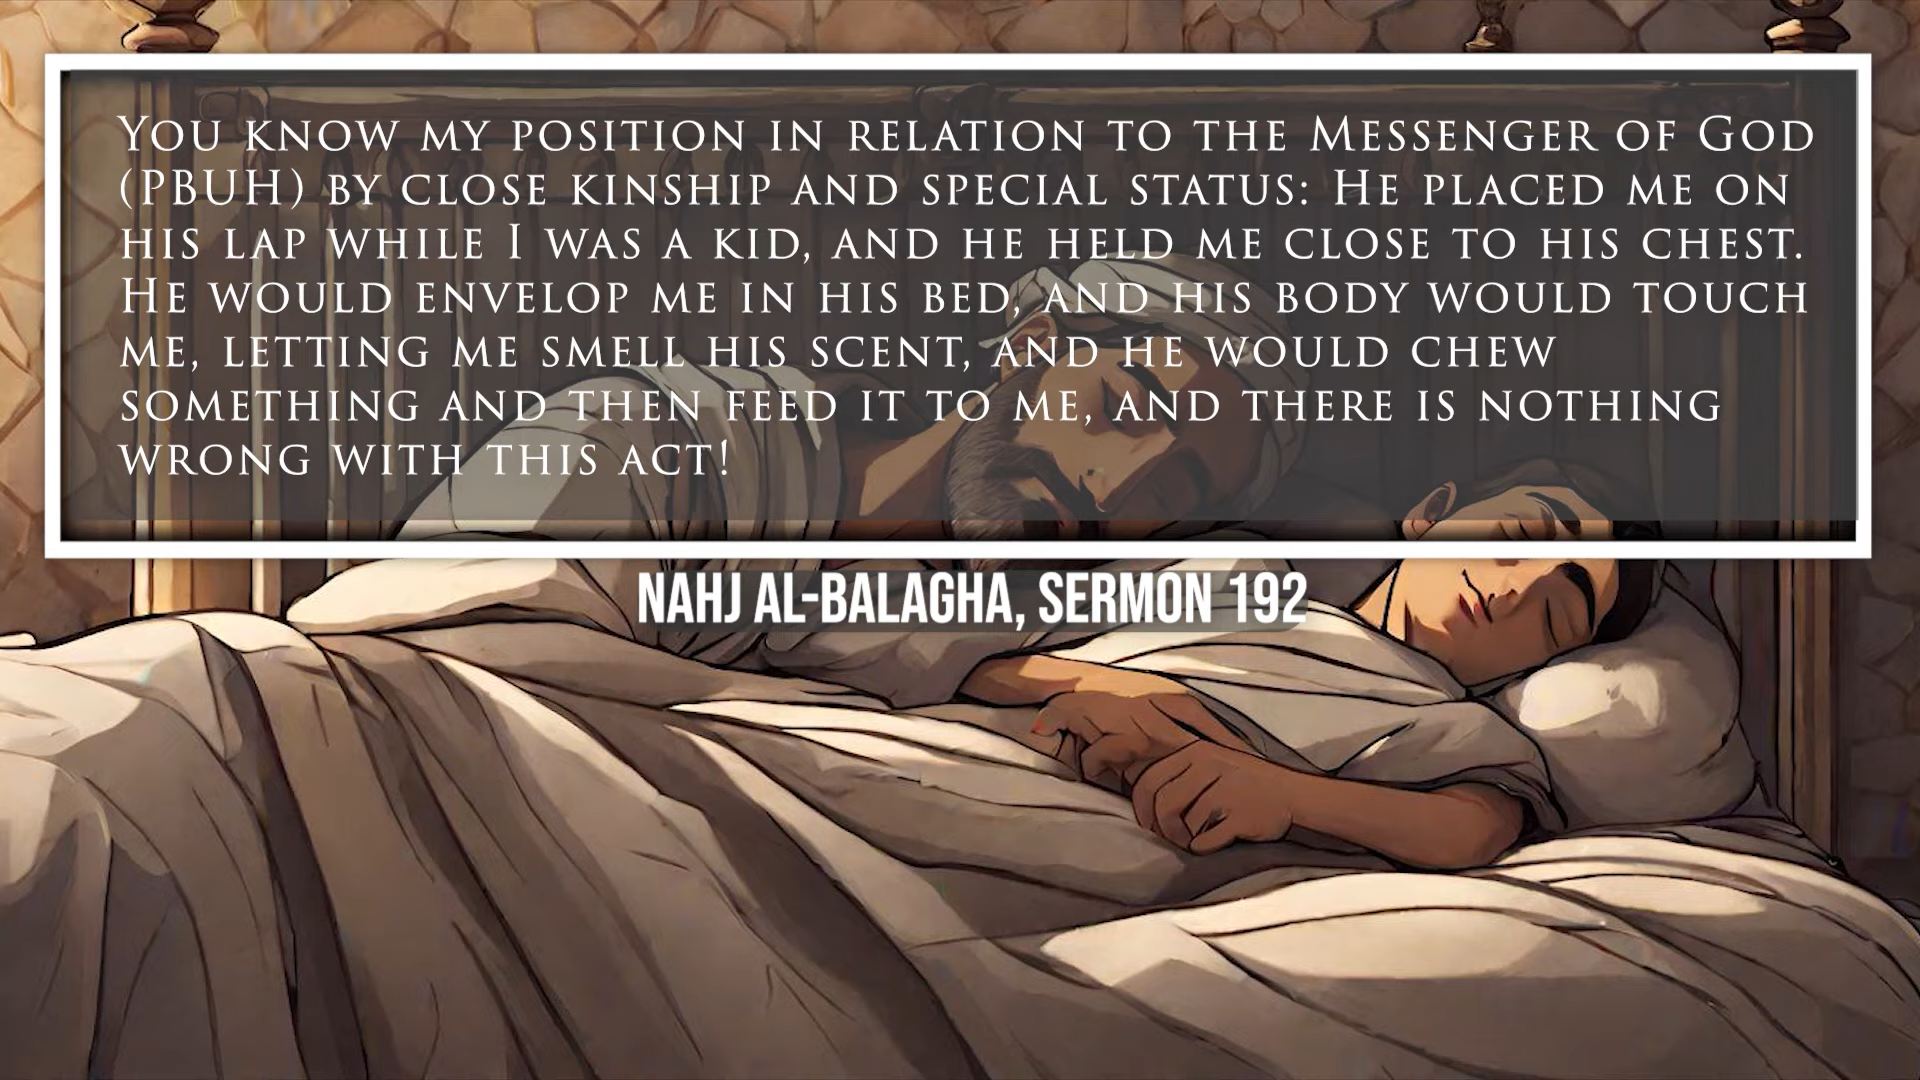 You know my position in relation to the Messenger of God
(PBUH) by close kinship and special status: He placed me on
his lap while I was a kid, and he held me close to his chest.
He would envelop me in his bed, and his body would touch
me, letting me smell his scent, and he would chew
something and then feed it to me, and there is nothing
wrong with this act!
NAHJ AL-BALAGHA, SERMON 192